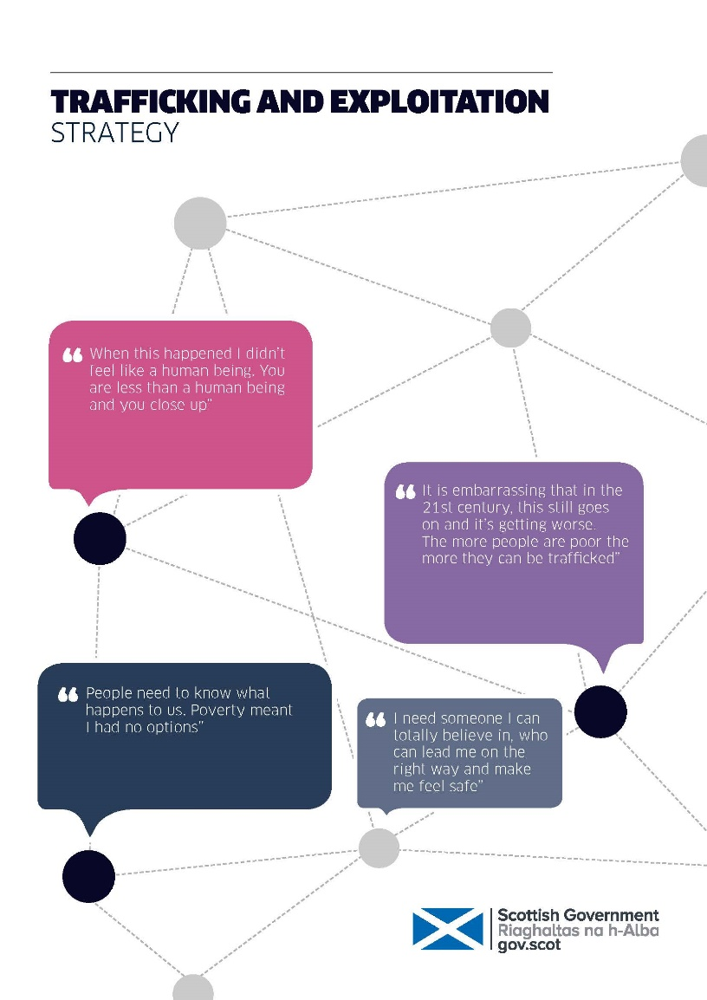 TRAFFICKING AND EXPLOITATION
STRATEGY
“ When this happened I didn’t
feel like a human being. You
are less than a human being
and you close up”
“ It is embarrassing that in the
21st century, this still goes
on and it’s getting worse.
The more people are poor the
more they can be trafficked”
“ People need to know what
happens to us. Poverty meant
I had no options”
“ I need someone I can
totally believe in, who
can lead me on the
right way and make
me feel safe”
Scottish Government
Riaghaltas na h-Alba
gov.scot